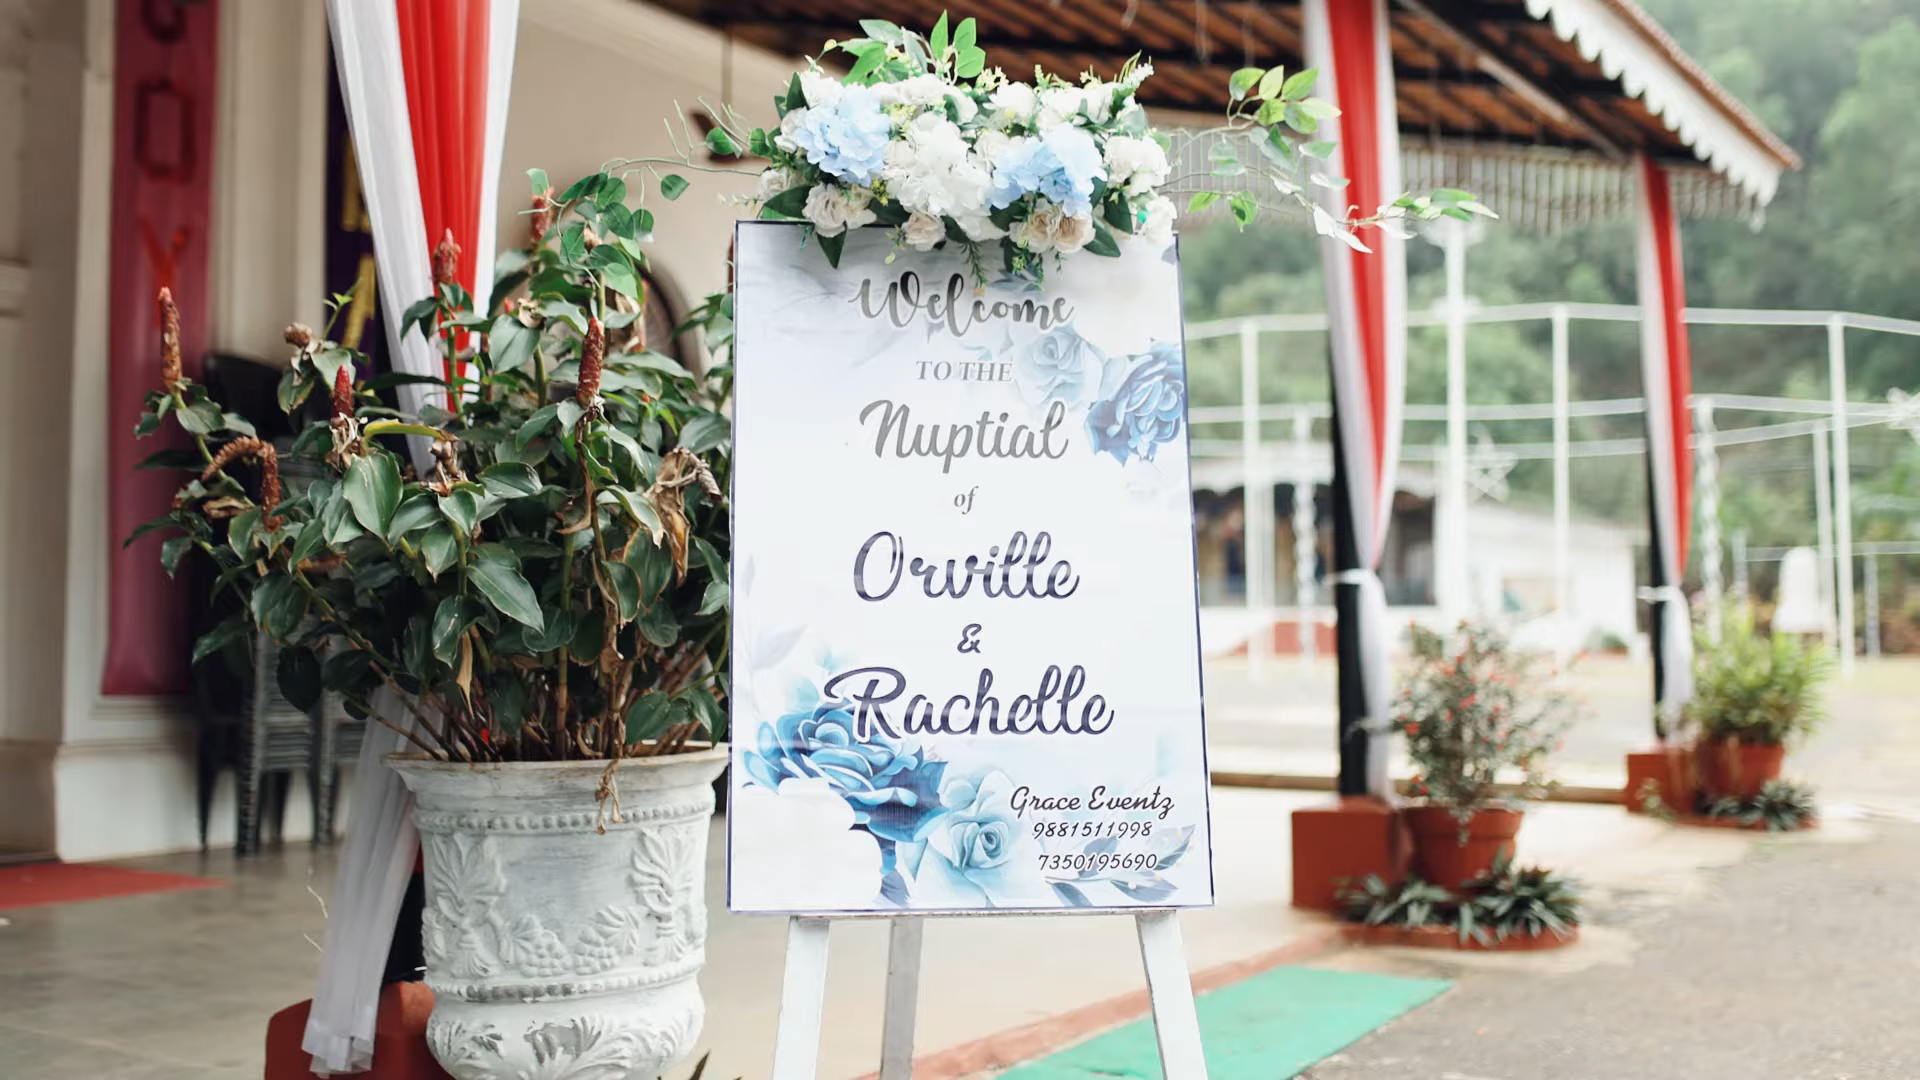 Welcome
TO THE
Nuptial
of
Orville
&
Rachelle
Grace Eventz
9881511998
7350195690